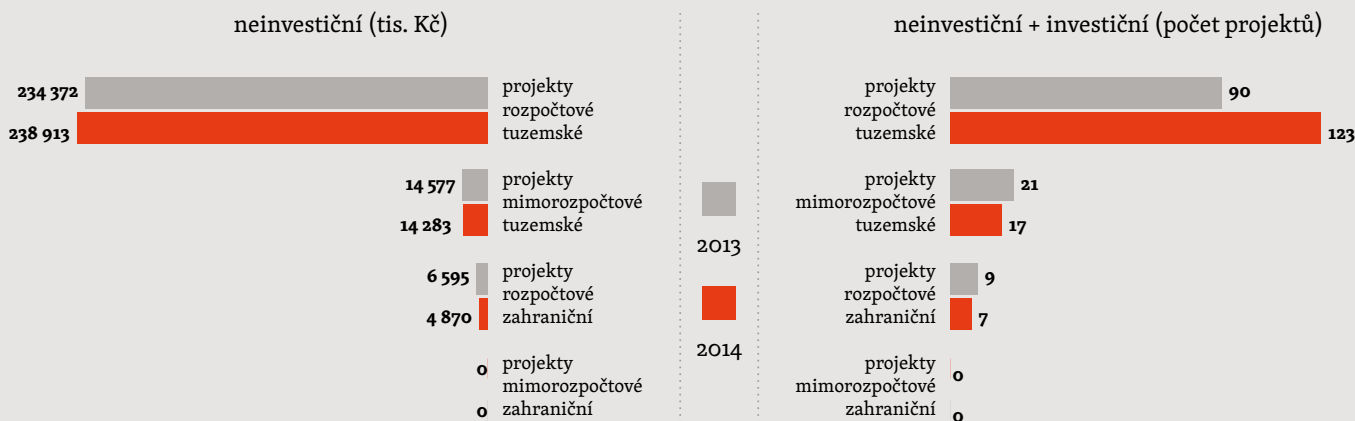 neinvestiční (tis. Kč)
234 372
238 913
projekty
rozpočtové
tuzemské
14 577
14 283
projekty
mimorozpočtové
tuzemské
6 595
4 870
projekty
rozpočtové
zahraniční
0
0
projekty
mimorozpočtové
zahraniční
2013
2014
neinvestiční + investiční (počet projektů)
projekty
rozpočtové
tuzemské
90
123
projekty
mimorozpočtové
tuzemské
21
17
projekty
rozpočtové
zahraniční
9
7
projekty
mimorozpočtové
zahraniční
0
0